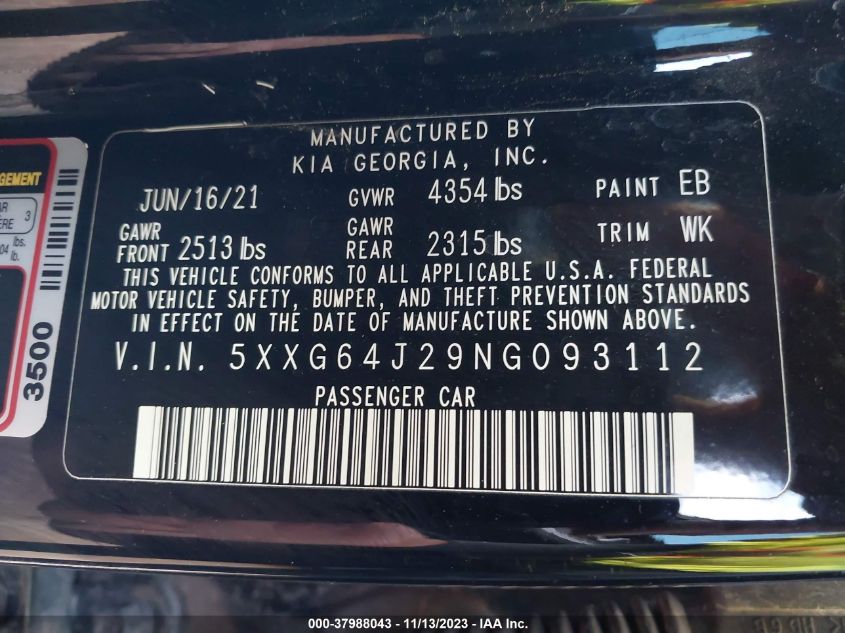 MANUFACTURED BY
KIA GEORGIA, INC.
JUN/16/21 GVWR 4354 lbs PAINT EB
GAWR FRONT 2513 lbs GAWR REAR 2315 lbs TRIM WK
THIS VEHICLE CONFORMS TO ALL APPLICABLE U.S.A. FEDERAL
MOTOR VEHICLE SAFETY, BUMPER, AND THEFT PREVENTION STANDARDS
IN EFFECT ON THE DATE OF MANUFACTURE SHOWN ABOVE.
V.I.N. 5XXG64J29NG093112
PASSENGER CAR
3
lbs.
lb.
3500
000-37988043 - 11/13/2023 - IAA Inc.